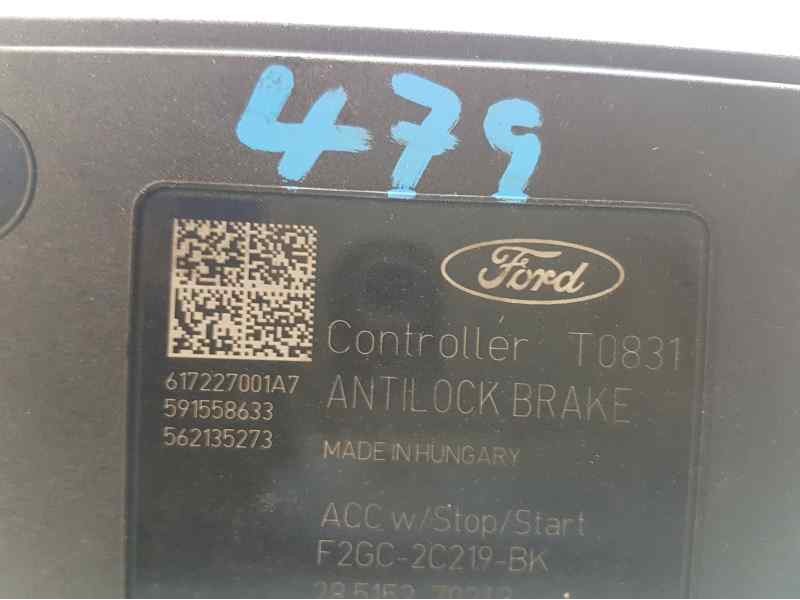 479
Ford
Controller T0831
ANTILOCK BRAKE
617227001A7
591558633
562135273
MADE IN HUNGARY
ACC w/Stop/Start
F2GC-2C219-BK